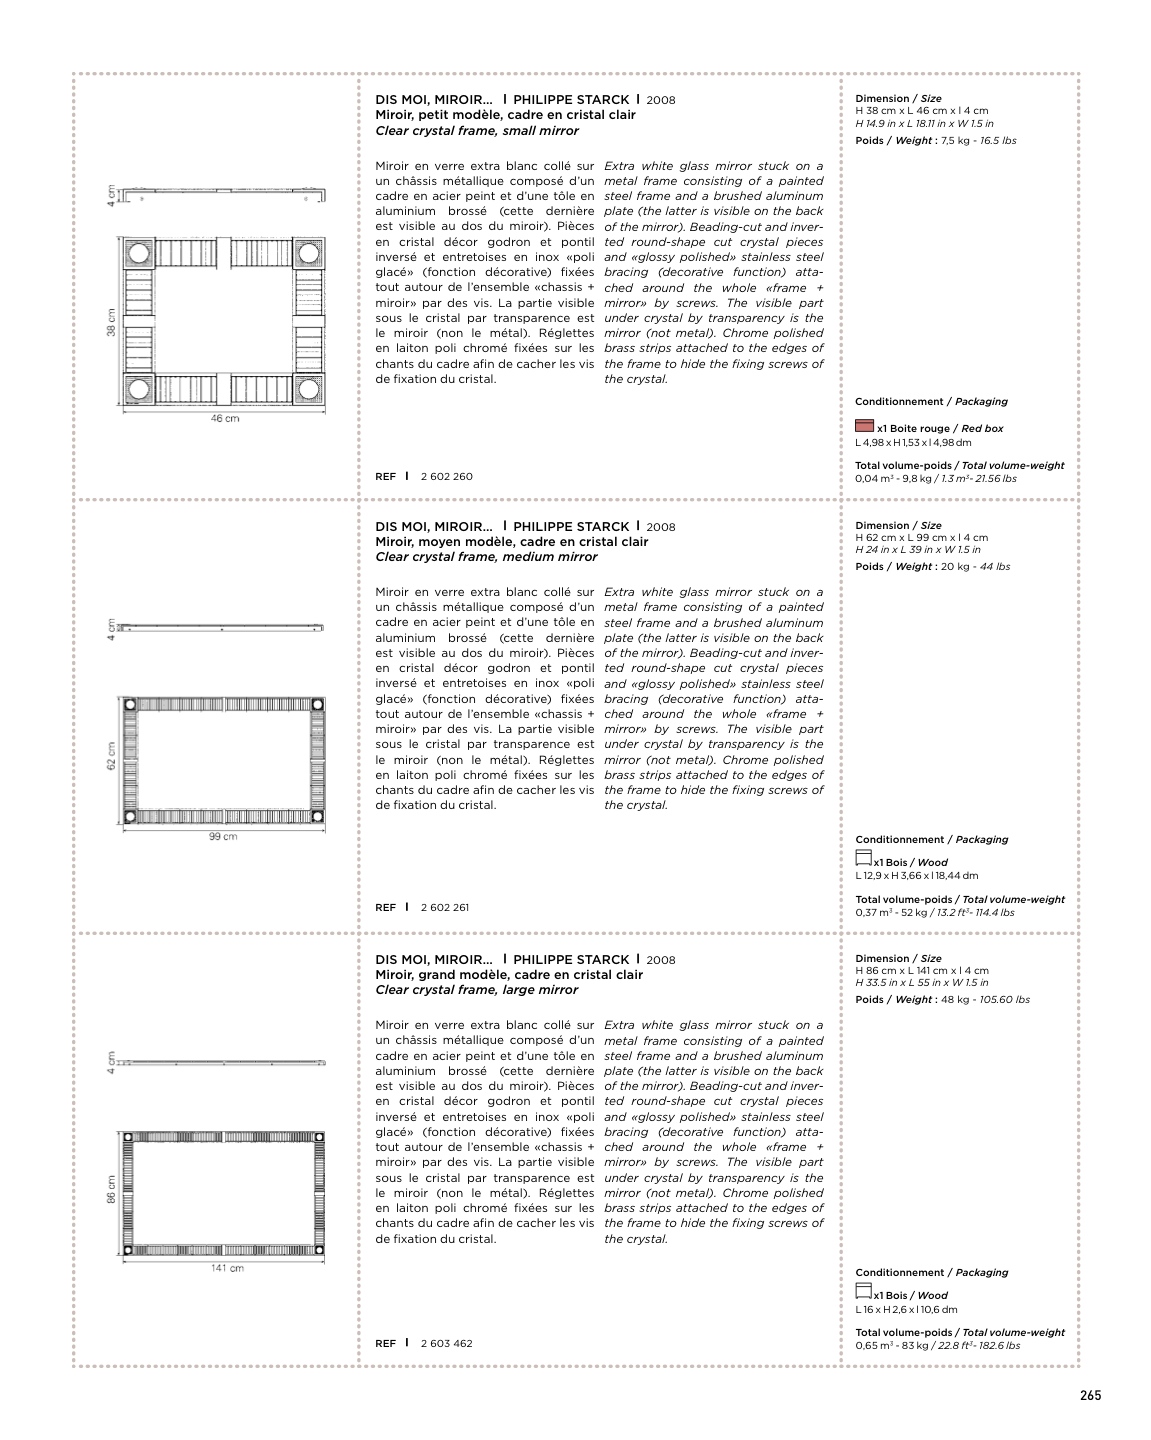 4 cm
38 cm
46 cm
DIS MOI, MIROIR... I PHILIPPE STARCK I 2008
Miroir, petit modèle, cadre en cristal clair
Clear crystal frame, small mirror
Miroir en verre extra blanc collé sur
un châssis métallique composé d’un
cadre en acier peint et d’une tôle en
aluminium brossé (cette dernière
est visible au dos du miroir). Pièces
en cristal décor godron et pontil
inversé et entretoises en inox «poli
glacé» (fonction décorative) fixées
tout autour de l’ensemble «chassis +
miroir» par des vis. La partie visible
sous le cristal par transparence est
le miroir (non le métal). Réglettes
en laiton poli chromé fixées sur les
chants du cadre afin de cacher les vis
de fixation du cristal.
Extra white glass mirror stuck on a
metal frame consisting of a painted
steel frame and a brushed aluminum
plate (the latter is visible on the back
of the mirror). Beading-cut and inver-
ted round-shape cut crystal pieces
and «glossy polished» stainless steel
bracing (decorative function) atta-
ched around the whole «frame +
mirror» by screws. The visible part
under crystal by transparency is the
mirror (not metal). Chrome polished
brass strips attached to the edges of
the frame to hide the fixing screws of
the crystal.
REF I 2 602 260
Dimension / Size
H 38 cm x L 46 cm x l 4 cm
H 14.9 in x L 18.11 in x W 1.5 in
Poids / Weight : 7,5 kg - 16.5 lbs
Conditionnement / Packaging
x1 Boite rouge / Red box
L 4,98 x H 1,53 x l 4,98 dm
Total volume-poids / Total volume-weight
0,04 m³ - 9,8 kg / 1.3 m³- 21.56 lbs
4 cm
62 cm
99 cm
DIS MOI, MIROIR... I PHILIPPE STARCK I 2008
Miroir, moyen modèle, cadre en cristal clair
Clear crystal frame, medium mirror
Miroir en verre extra blanc collé sur
un châssis métallique composé d’un
cadre en acier peint et d’une tôle en
aluminium brossé (cette dernière
est visible au dos du miroir). Pièces
en cristal décor godron et pontil
inversé et entretoises en inox «poli
glacé» (fonction décorative) fixées
tout autour de l’ensemble «chassis +
miroir» par des vis. La partie visible
sous le cristal par transparence est
le miroir (non le métal). Réglettes
en laiton poli chromé fixées sur les
chants du cadre afin de cacher les vis
de fixation du cristal.
Extra white glass mirror stuck on a
metal frame consisting of a painted
steel frame and a brushed aluminum
plate (the latter is visible on the back
of the mirror). Beading-cut and inver-
ted round-shape cut crystal pieces
and «glossy polished» stainless steel
bracing (decorative function) atta-
ched around the whole «frame +
mirror» by screws. The visible part
under crystal by transparency is the
mirror (not metal). Chrome polished
brass strips attached to the edges of
the frame to hide the fixing screws of
the crystal.
REF I 2 602 261
Dimension / Size
H 62 cm x L 99 cm x l 4 cm
H 24 in x L 39 in x W 1.5 in
Poids / Weight : 20 kg - 44 lbs
Conditionnement / Packaging
x1 Bois / Wood
L 12,9 x H 3,66 x l 18,44 dm
Total volume-poids / Total volume-weight
0,37 m³ - 52 kg / 13.2 ft³- 114.4 lbs
4 cm
86 cm
141 cm
DIS MOI, MIROIR... I PHILIPPE STARCK I 2008
Miroir, grand modèle, cadre en cristal clair
Clear crystal frame, large mirror
Miroir en verre extra blanc collé sur
un châssis métallique composé d’un
cadre en acier peint et d’une tôle en
aluminium brossé (cette dernière
est visible au dos du miroir). Pièces
en cristal décor godron et pontil
inversé et entretoises en inox «poli
glacé» (fonction décorative) fixées
tout autour de l’ensemble «chassis +
miroir» par des vis. La partie visible
sous le cristal par transparence est
le miroir (non le métal). Réglettes
en laiton poli chromé fixées sur les
chants du cadre afin de cacher les vis
de fixation du cristal.
Extra white glass mirror stuck on a
metal frame consisting of a painted
steel frame and a brushed aluminum
plate (the latter is visible on the back
of the mirror). Beading-cut and inver-
ted round-shape cut crystal pieces
and «glossy polished» stainless steel
bracing (decorative function) atta-
ched around the whole «frame +
mirror» by screws. The visible part
under crystal by transparency is the
mirror (not metal). Chrome polished
brass strips attached to the edges of
the frame to hide the fixing screws of
the crystal.
REF I 2 603 462
Dimension / Size
H 86 cm x L 141 cm x l 4 cm
H 33.5 in x L 55 in x W 1.5 in
Poids / Weight : 48 kg - 105.60 lbs
Conditionnement / Packaging
x1 Bois / Wood
L 16 x H 2,6 x l 10,6 dm
Total volume-poids / Total volume-weight
0,65 m³ - 83 kg / 22.8 ft³- 182.6 lbs
265